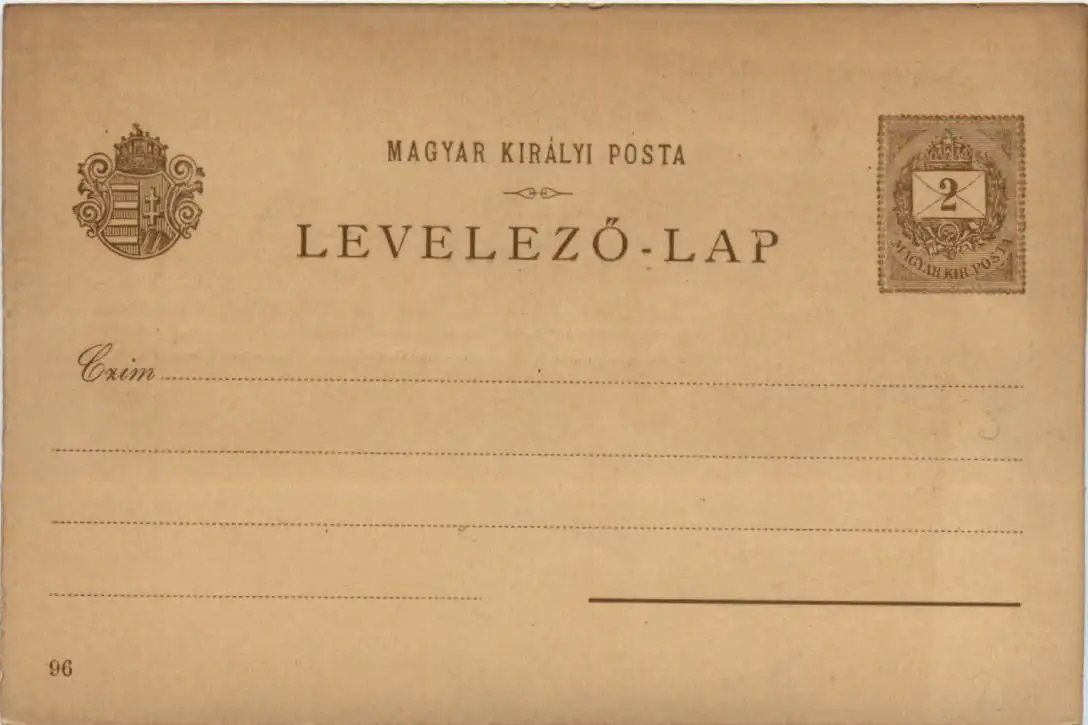 MAGYAR KIRÁLYI POSTA
LEVELEZŐ-LAP
2
MAGYAR KIR. POSTA
Czim
96